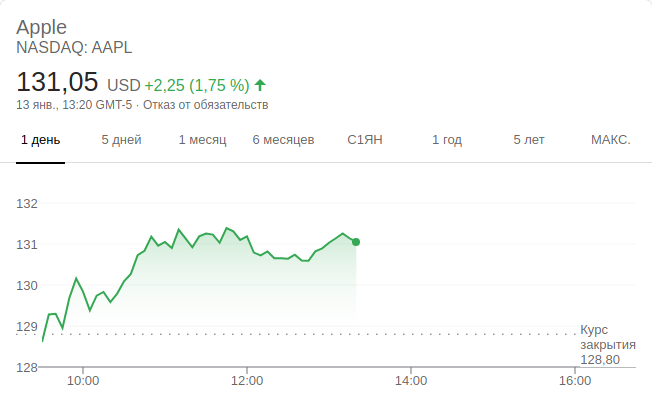 Apple
NASDAQ: AAPL
131,05 USD +2,25 (1,75 %)
13 янв., 13:20 GMT-5 · Отказ от обязательств
1 день 5 дней 1 месяц 6 месяцев С1ЯН 1 год 5 лет МАКС.
132
131
130
129
128
Курс
закрытия
128,80
10:00 12:00 14:00 16:00